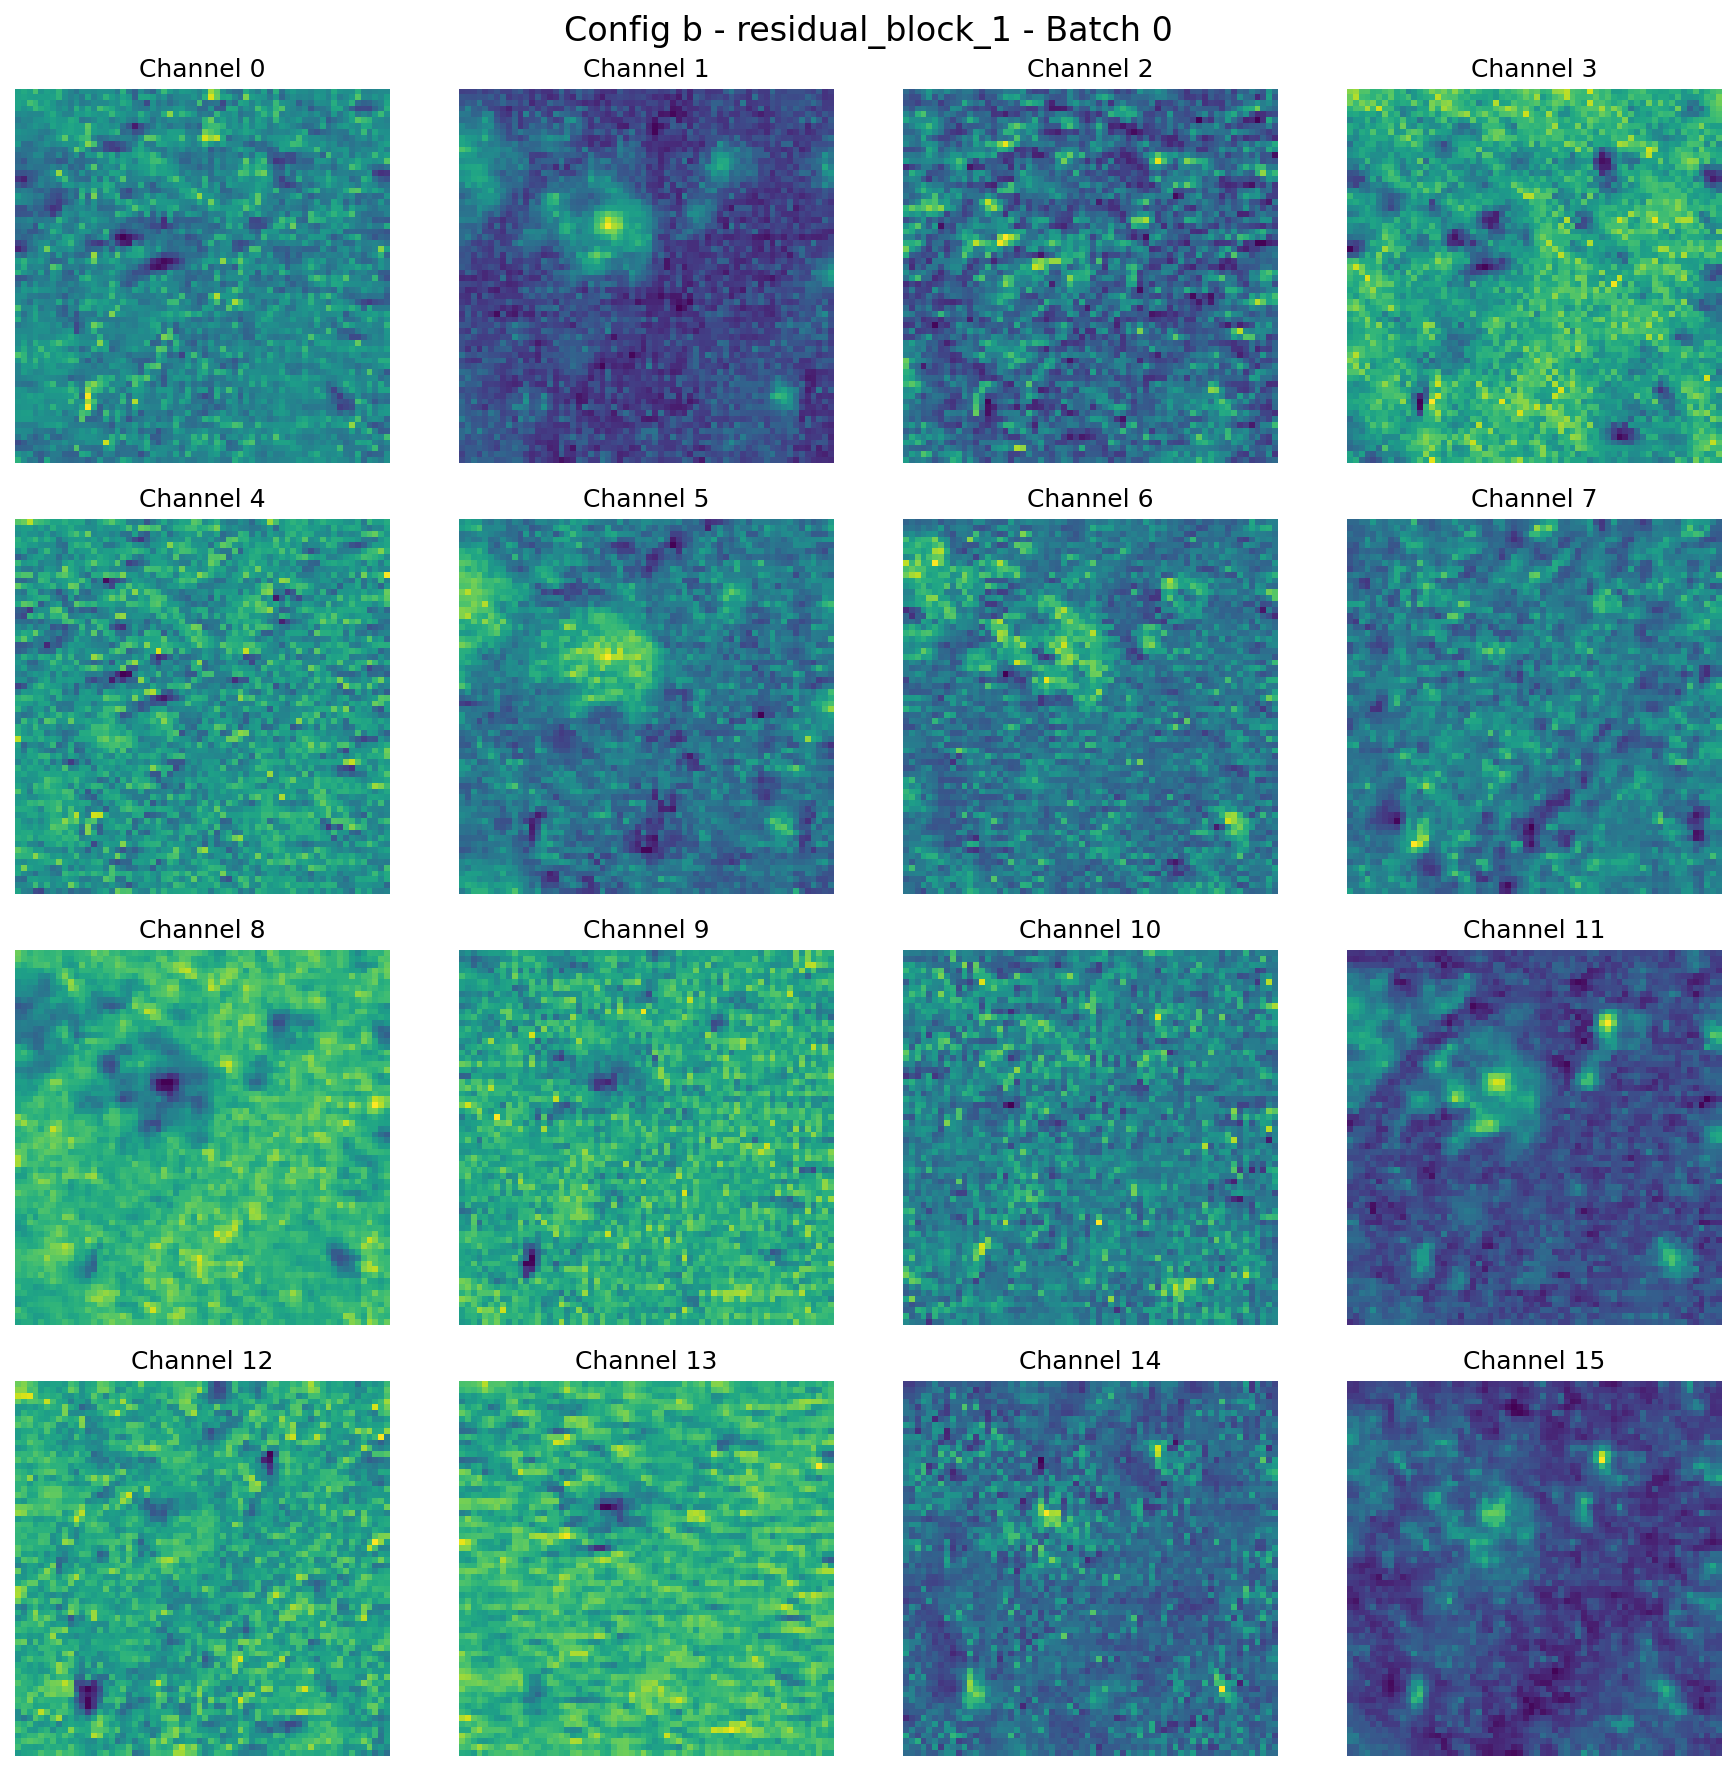 Config b - residual_block_1 - Batch 0
Channel 0
Channel 1
Channel 2
Channel 3
Channel 4
Channel 5
Channel 6
Channel 7
Channel 8
Channel 9
Channel 10
Channel 11
Channel 12
Channel 13
Channel 14
Channel 15